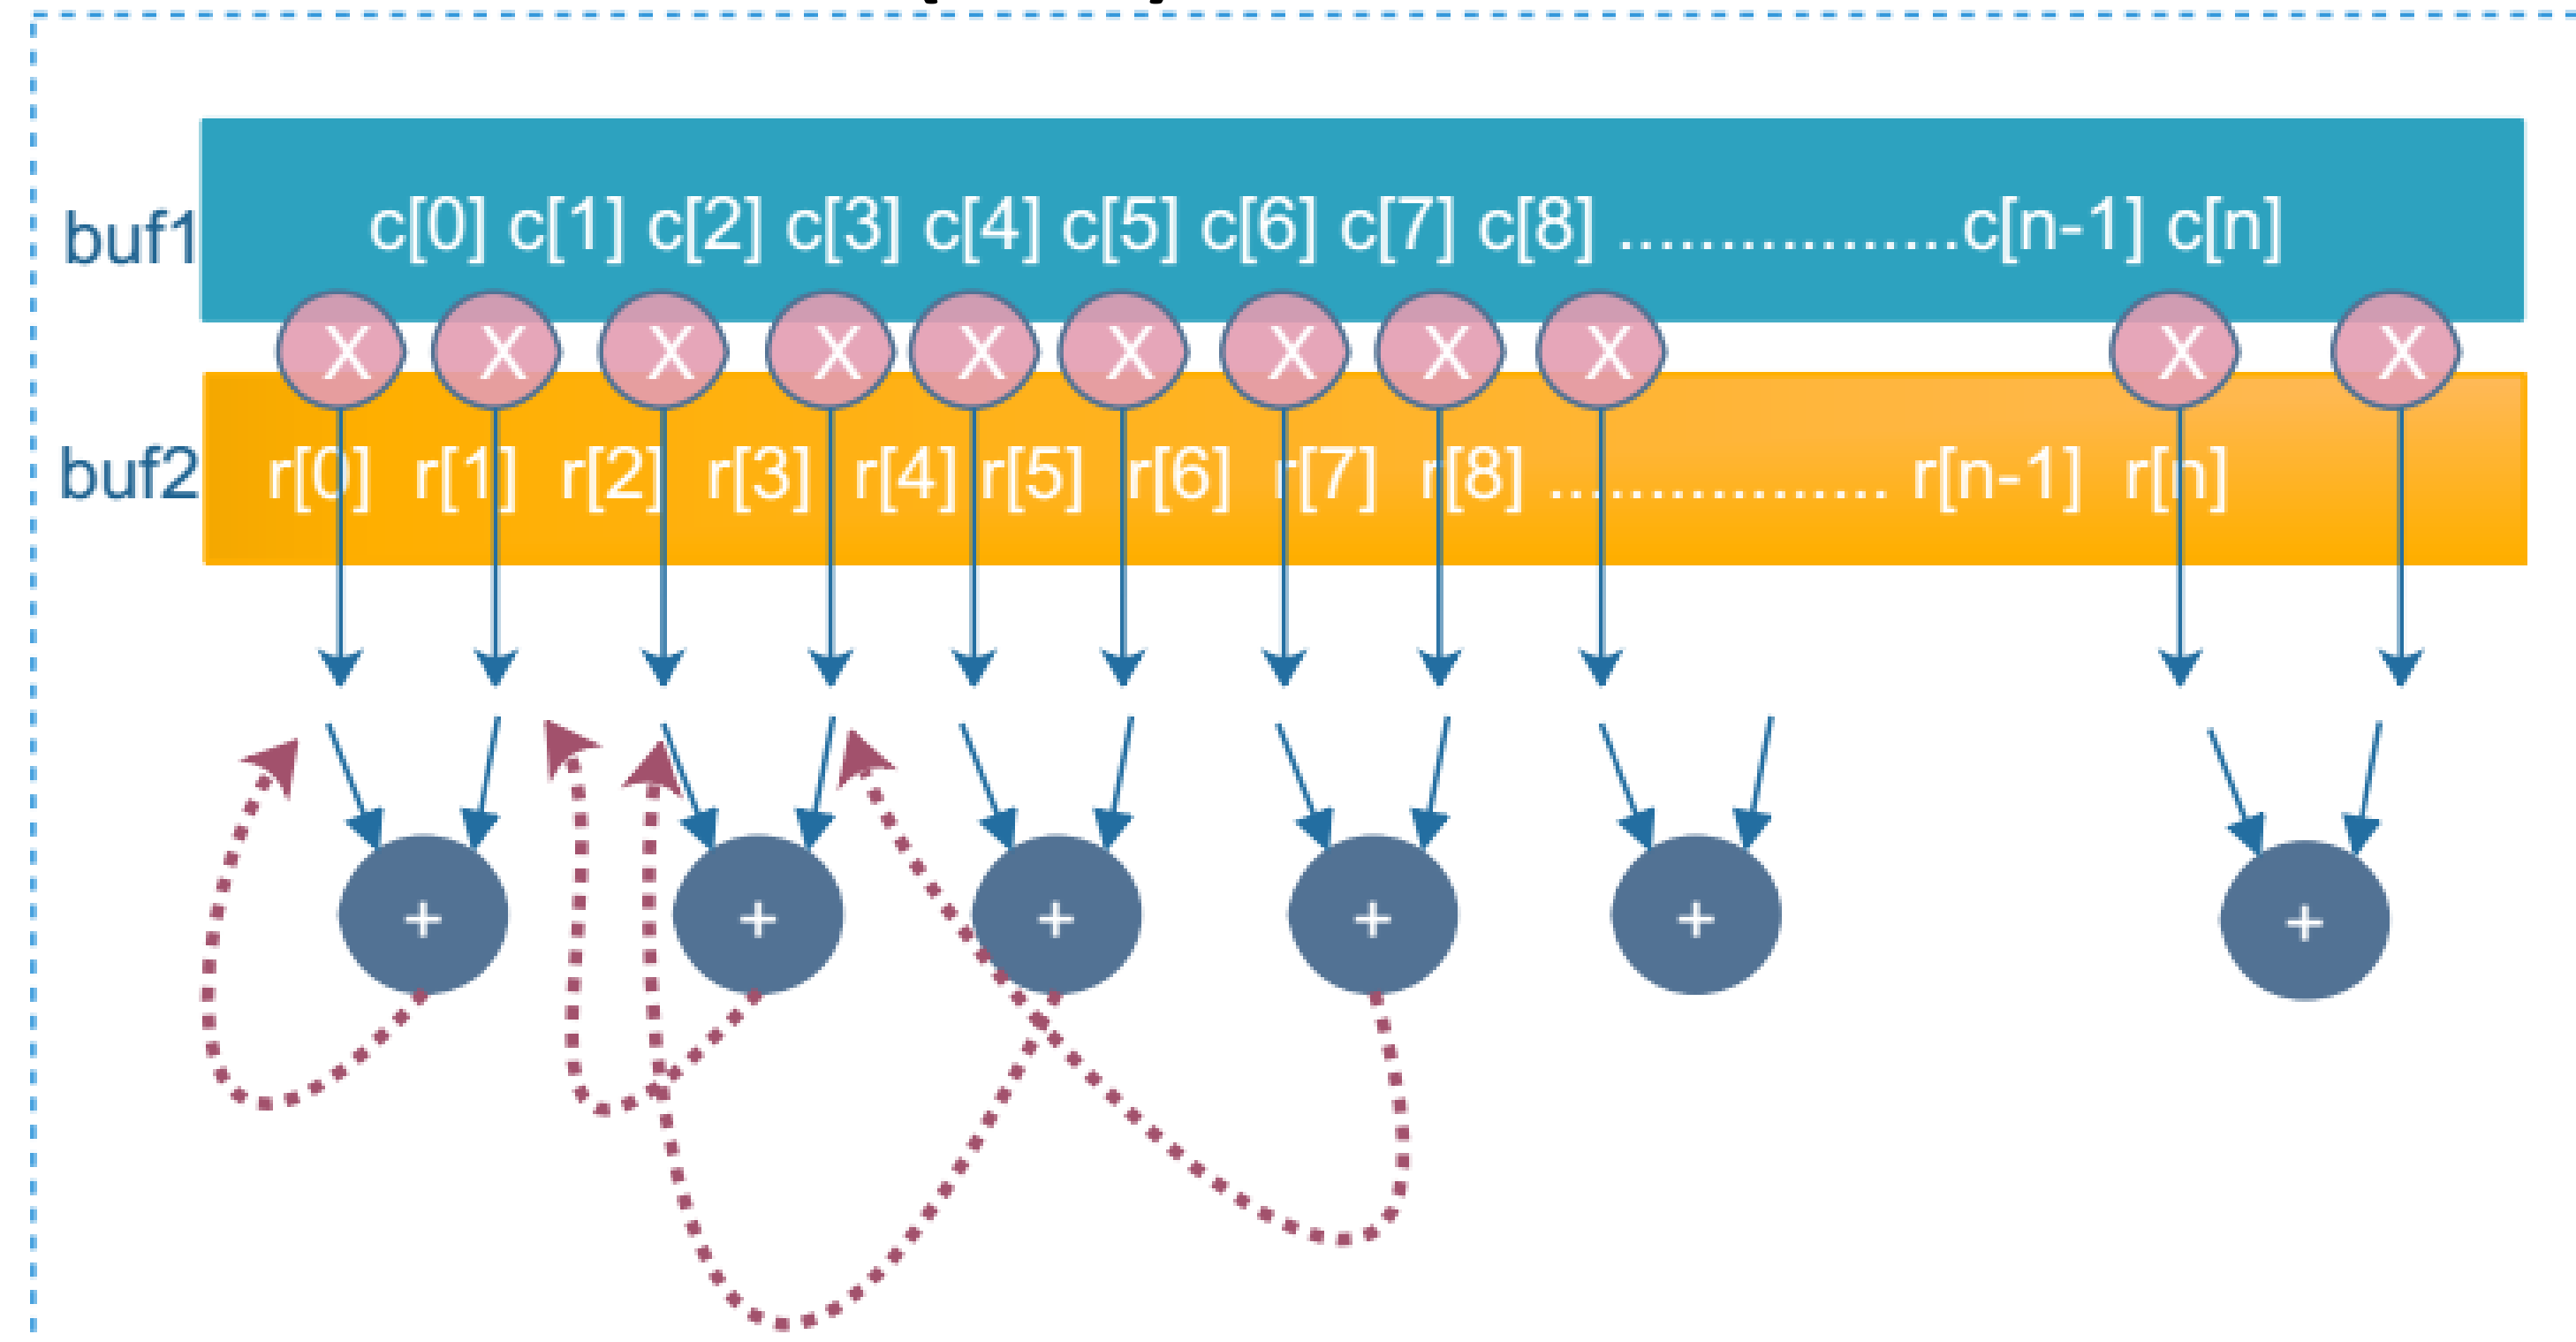 buf1 c[0] c[1] c[2] c[3] c[4] c[5] c[6] c[7] c[8] .................c[n-1] c[n]
X X X X X X X X X X X
buf2 r[0] r[1] r[2] r[3] r[4] r[5] r[6] r[7] r[8] ................. r[n-1] r[n]
+ + + + + +